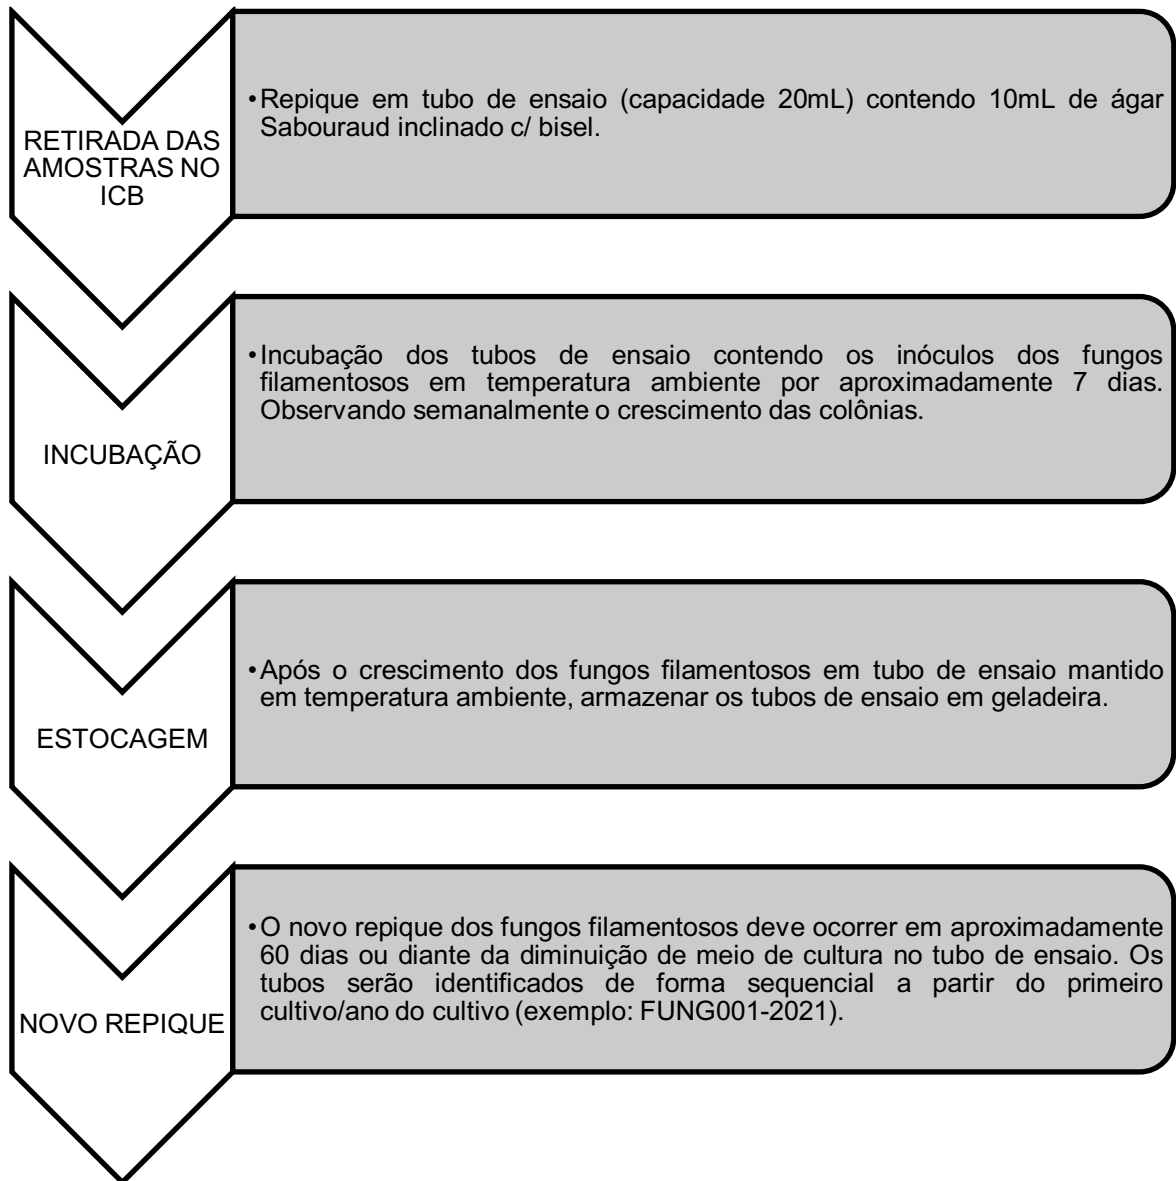 RETIRADA DAS
AMOSTRAS NO
ICB
•Repique em tubo de ensaio (capacidade 20mL) contendo 10mL de ágar
Sabouraud inclinado c/ bisel.
INCUBAÇÃO
•Incubação dos tubos de ensaio contendo os inóculos dos fungos
filamentosos em temperatura ambiente por aproximadamente 7 dias.
Observando semanalmente o crescimento das colônias.
ESTOCAGEM
•Após o crescimento dos fungos filamentosos em tubo de ensaio mantido
em temperatura ambiente, armazenar os tubos de ensaio em geladeira.
NOVO REPIQUE
•O novo repique dos fungos filamentosos deve ocorrer em aproximadamente
60 dias ou diante da diminuição de meio de cultura no tubo de ensaio. Os
tubos serão identificados de forma sequencial a partir do primeiro
cultivo/ano do cultivo (exemplo: FUNG001-2021).